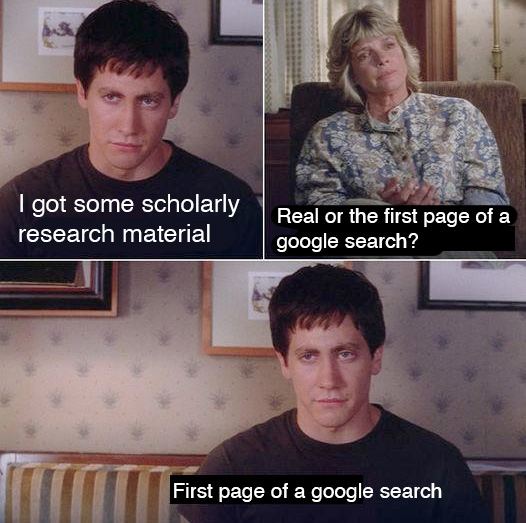 I got some scholarly
research material
Real or the first page of a
google search?
First page of a google search